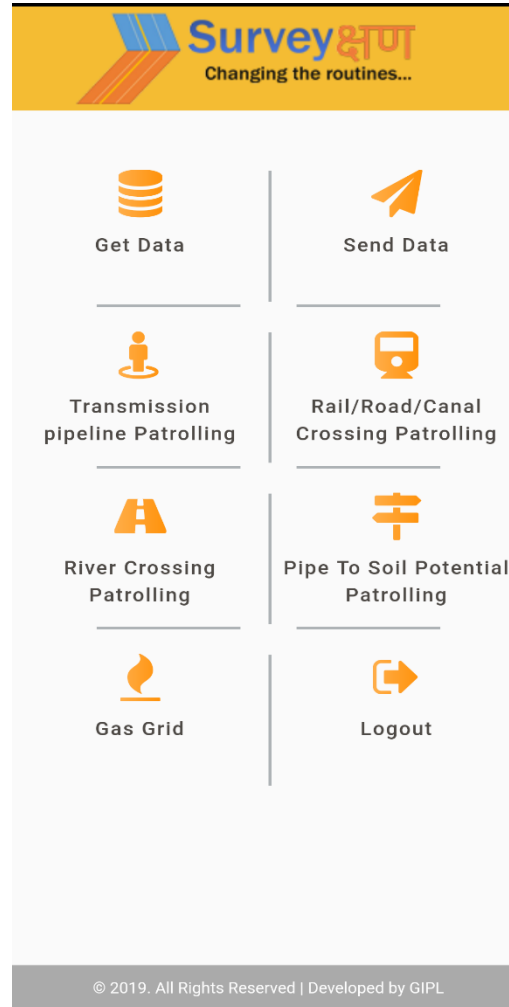 Surveyक्षण
Changing the routines...
Get Data
Send Data
Transmission
pipeline Patrolling
Rail/Road/Canal
Crossing Patrolling
River Crossing
Patrolling
Pipe To Soil Potential
Patrolling
Gas Grid
Logout
© 2019. All Rights Reserved | Developed by GIPL